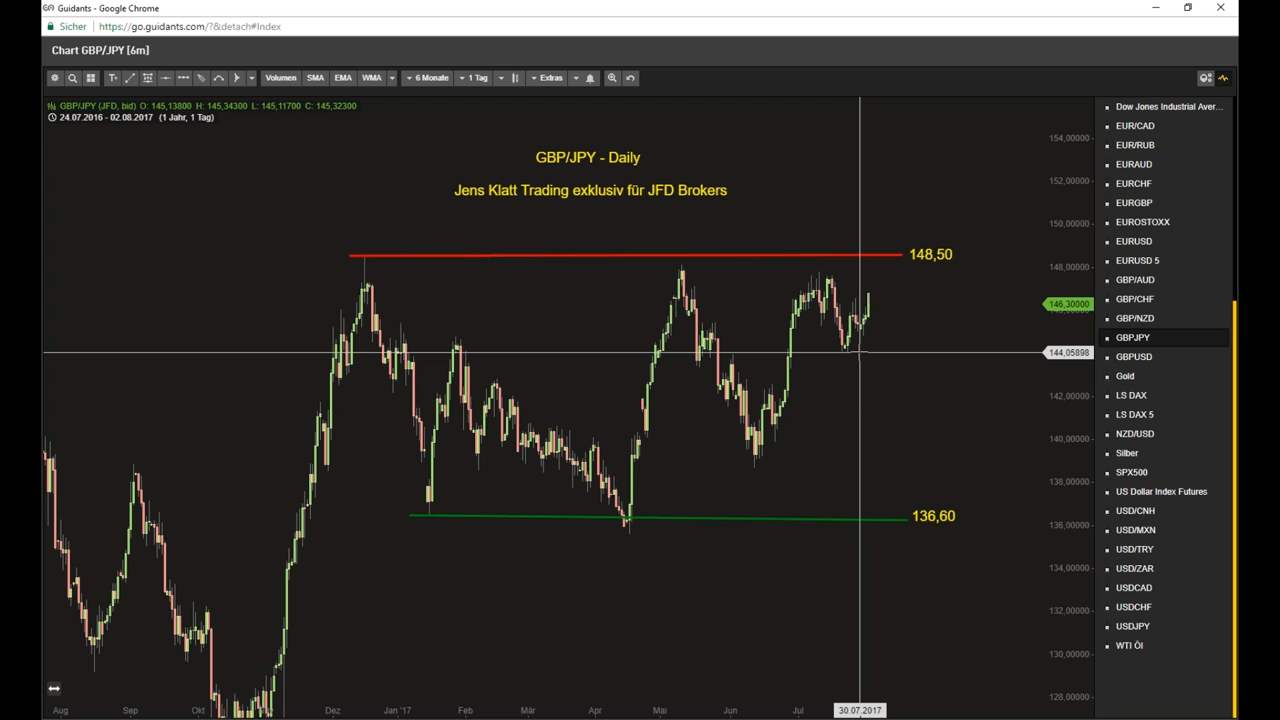 Guidants - Google Chrome
Sicher https://go.guidants.com/?&detach#Index
Chart GBP/JPY [6m]
Volumen SMA EMA WMA 6 Monate 1 Tag Extras
GBP/JPY (JFD, bid) O: 145,13800 H: 145,34300 L: 145,11700 C: 145,32300
24.07.2016 - 02.08.2017 (1 Jahr, 1 Tag)
GBP/JPY - Daily
Jens Klatt Trading exklusiv für JFD Brokers
148,50
136,60
154,00000
152,00000
150,00000
148,00000
146,30000
144,05898
142,00000
140,00000
138,00000
136,00000
134,00000
132,00000
130,00000
128,00000
Aug Sep Okt Dez Jan '17 Feb Mär Apr Mai Jun Jul 30.07.2017
Dow Jones Industrial Aver...
EUR/CAD
EUR/RUB
EURAUD
EURCHF
EURGBP
EUROSTOXX
EURUSD
EURUSD 5
GBP/AUD
GBP/CHF
GBP/NZD
GBPJPY
GBPUSD
Gold
LS DAX
LS DAX 5
NZD/USD
Silber
SPX500
US Dollar Index Futures
USD/CNH
USD/MXN
USD/TRY
USD/ZAR
USDCAD
USDCHF
USDJPY
WTI Öl